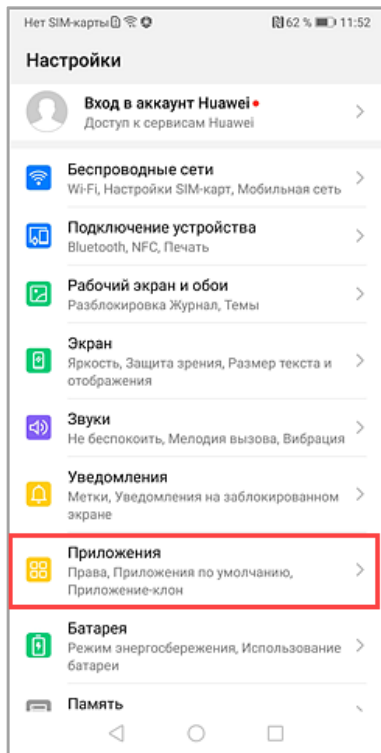 Нет SIM-карты 62 % 11:52
Настройки
Вход в аккаунт Huawei
Доступ к сервисам Huawei
Беспроводные сети
Wi-Fi, Настройки SIM-карт, Мобильная сеть
Подключение устройства
Bluetooth, NFC, Печать
Рабочий экран и обои
Разблокировка Журнал, Темы
Экран
Яркость, Защита зрения, Размер текста и
отображения
Звуки
Не беспокоить, Мелодия вызова, Вибрация
Уведомления
Метки, Уведомления на заблокированном
экране
Приложения
Права, Приложения по умолчанию,
Приложение-клон
Батарея
Режим энергосбережения, Использование
батареи
Память